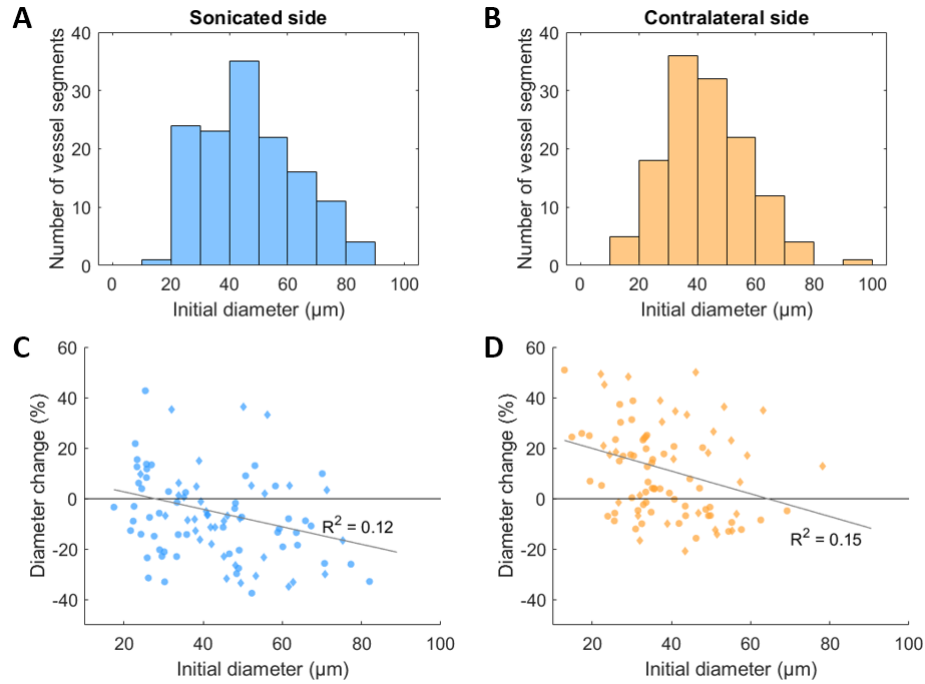 A
Sonicated side
Number of vessel segments
40
30
20
10
0
0 20 40 60 80 100
Initial diameter (μm)
B
Contralateral side
Number of vessel segments
40
30
20
10
0
0 20 40 60 80 100
Initial diameter (μm)
C
Diameter change (%)
60
40
20
0
-20
-40
R² = 0.12
20 40 60 80 100
Initial diameter (μm)
D
Diameter change (%)
60
40
20
0
-20
-40
R² = 0.15
20 40 60 80 100
Initial diameter (μm)